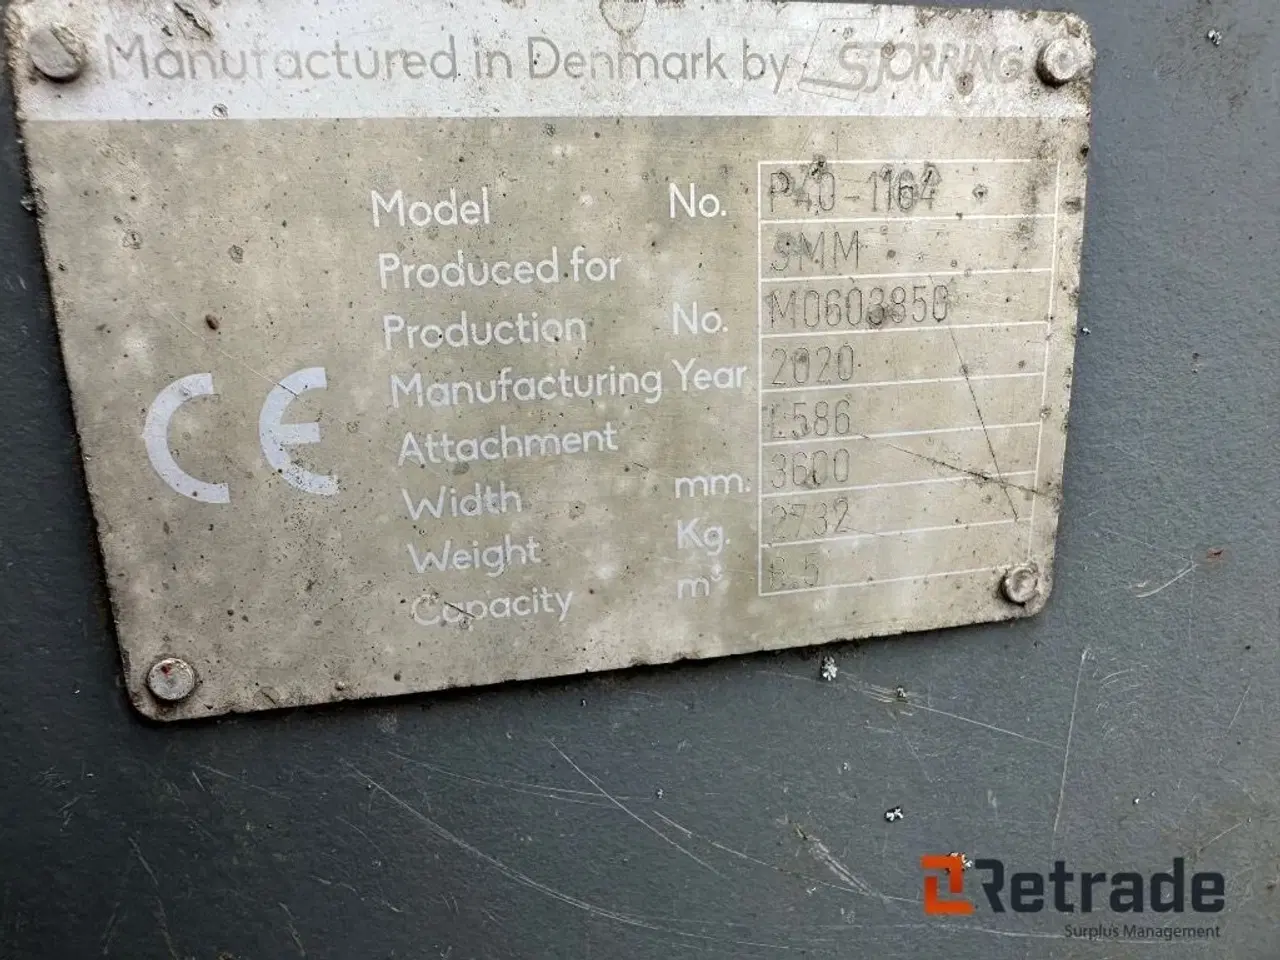 Manufactured in Denmark by STJORRING
Model No. P40-1164
Produced for SMM
Production No. M0603850
Manufacturing Year 2020
Attachment L586
Width mm. 3600
Weight Kg. 2732
Capacity m³
CE
Retrade
Surplus Management